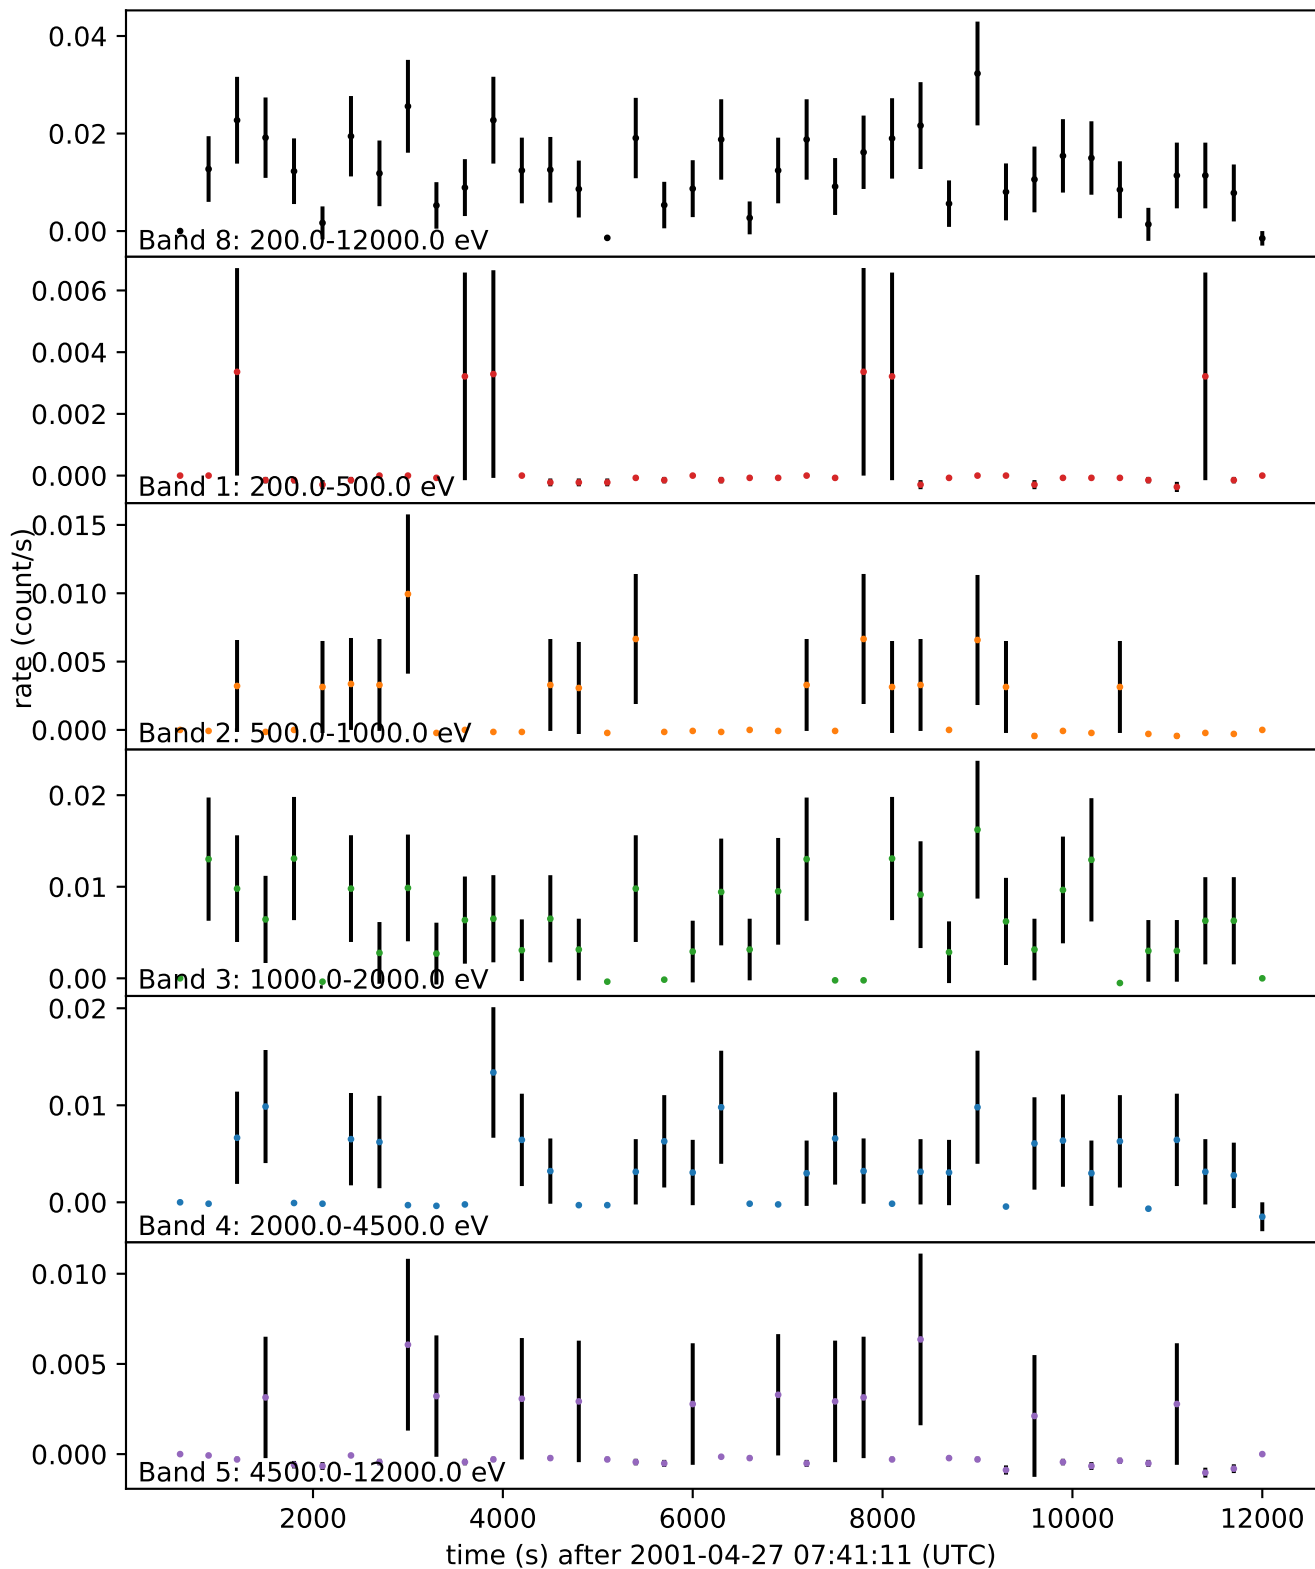 0.04
0.02
0.00
Band 8: 200.0-12000.0 eV
0.006
0.004
0.002
0.000
Band 1: 200.0-500.0 eV
rate (count/s)
0.015
0.010
0.005
0.000
Band 2: 500.0-1000.0 eV
0.02
0.01
0.00
Band 3: 1000.0-2000.0 eV
0.02
0.01
0.00
Band 4: 2000.0-4500.0 eV
0.010
0.005
0.000
Band 5: 4500.0-12000.0 eV
2000 4000 6000 8000 10000 12000
time (s) after 2001-04-27 07:41:11 (UTC)